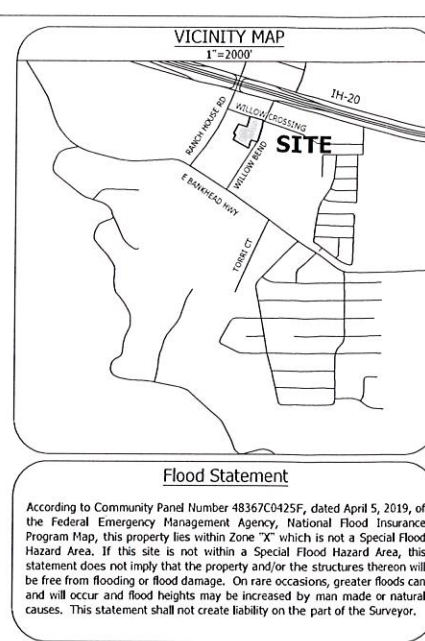 VICINITY MAP
1"=2000'
IH-20
RANCH HOUSE RD
WILLOW CROSSING
SITE
WILLOW BEND
E BANKHEAD HWY
TORRI CT
Flood Statement
According to Community Panel Number 48367C0425F, dated April 5, 2019, of
the Federal Emergency Management Agency, National Flood Insurance
Program Map, this property lies within Zone "X" which is not a Special Flood
Hazard Area. If this site is not within a Special Flood Hazard Area, this
statement does not imply that the property and/or the structures thereon will
be free from flooding or flood damage. On rare occasions, greater floods can
and will occur and flood heights may be increased by man made or natural
causes. This statement shall not create liability on the part of the Surveyor.